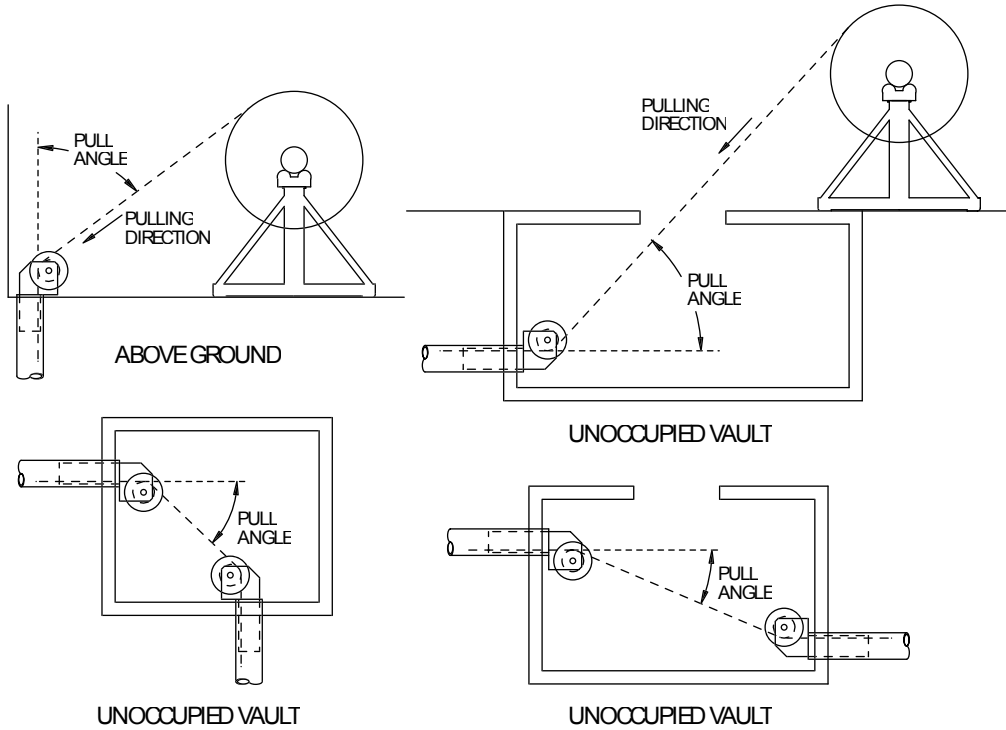 PULL
ANGLE
PULLING
DIRECTION
ABOVE GROUND
PULLING
DIRECTION
PULL
ANGLE
UNOCCUPIED VAULT
PULL
ANGLE
UNOCCUPIED VAULT
PULL
ANGLE
UNOCCUPIED VAULT